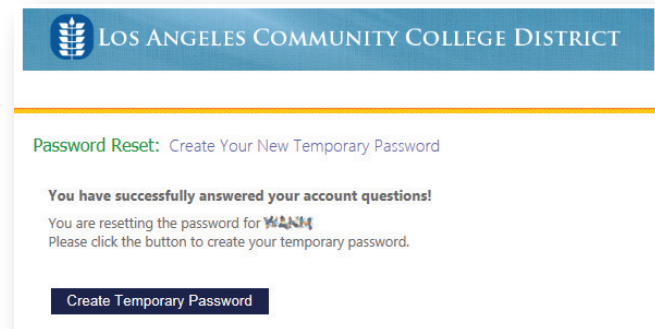 LOS ANGELES COMMUNITY COLLEGE DISTRICT
Password Reset: Create Your New Temporary Password
You have successfully answered your account questions!
You are resetting the password for
Please click the button to create your temporary password.
Create Temporary Password